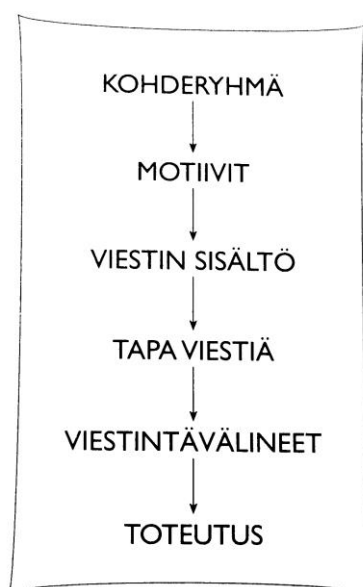 KOHDERYHMÄ
MOTIIVIT
VIESTIN SISÄLTÖ
TAPA VIESTIÄ
VIESTINTÄVÄLINEET
TOTEUTUS